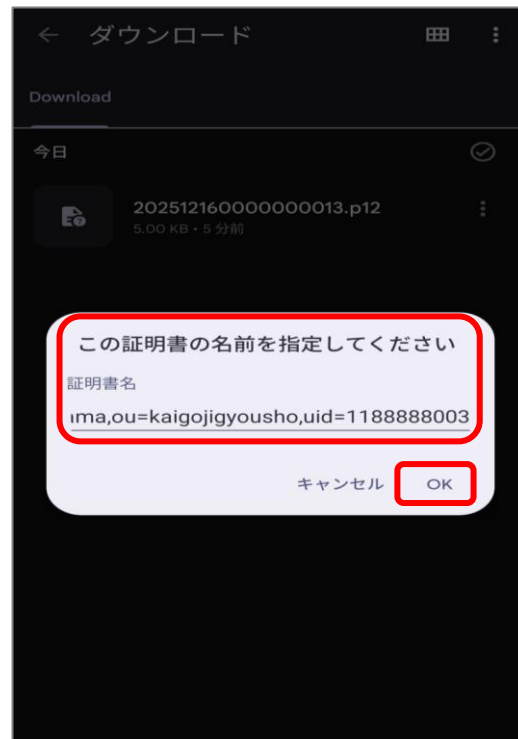 ダウンロード
Download
今日
202512160000000013.p12
5.00 KB・5 分前
この証明書の名前を指定してください
証明書名
ma,ou=kaigojigyousho,uid=1188888003
キャンセル OK